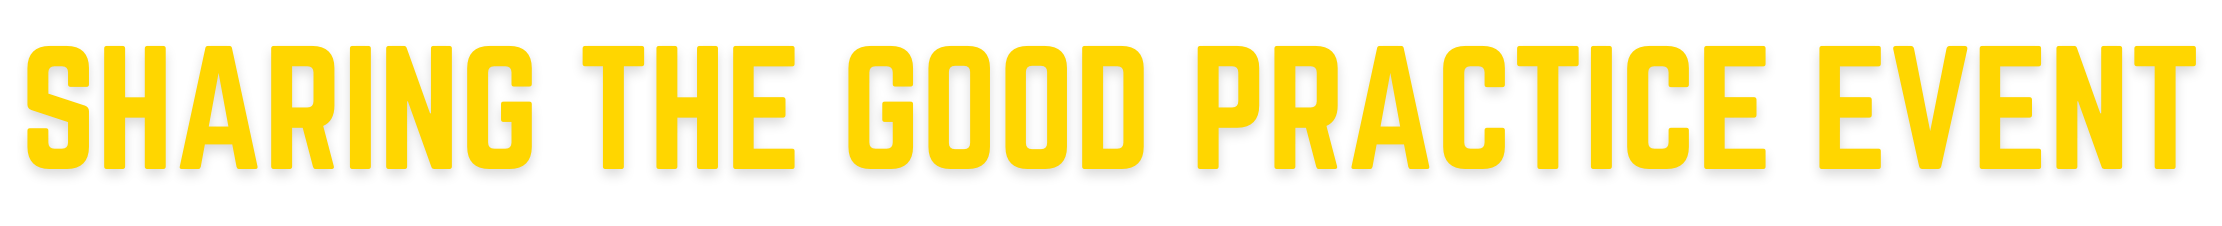 SHARING THE GOOD PRACTICE EVENT